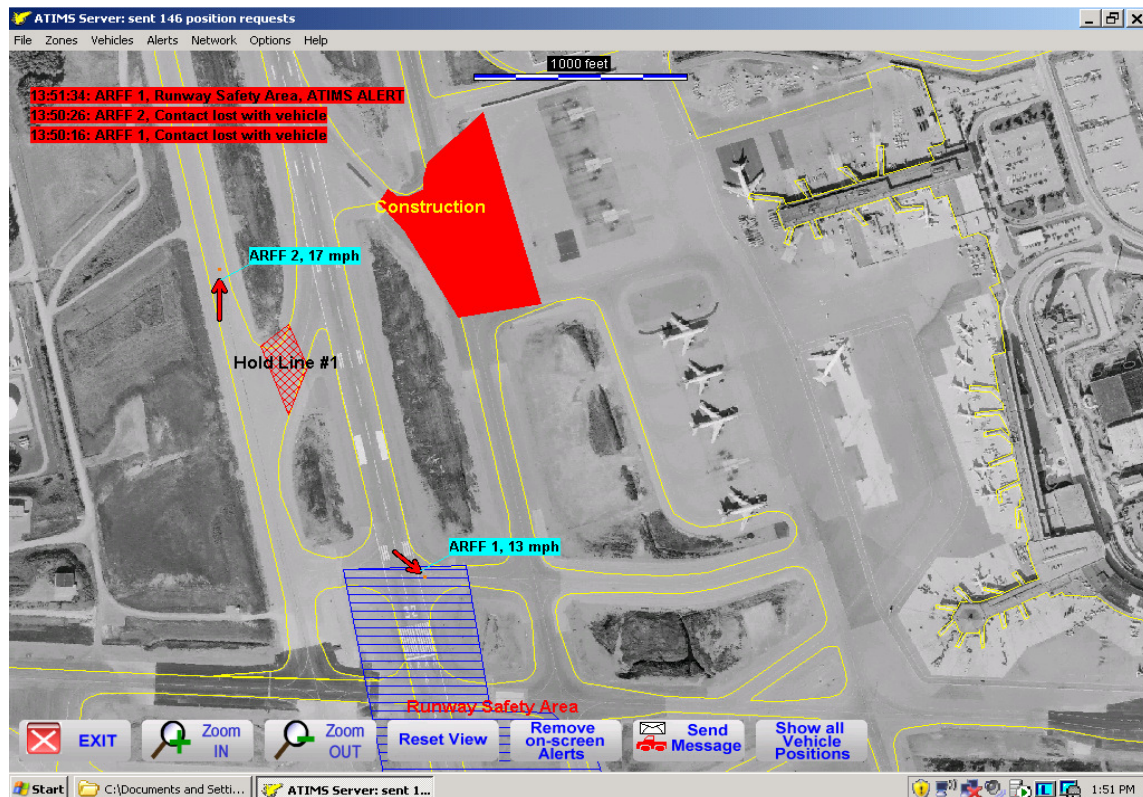 ATIMS Server: sent 146 position requests
File Zones Vehicles Alerts Network Options Help
1000 feet
13:51:34: ARFF 1, Runway Safety Area, ATIMS ALERT
13:50:26: ARFF 2, Contact lost with vehicle
13:50:16: ARFF 1, Contact lost with vehicle
Construction
ARFF 2, 17 mph
Hold Line #1
ARFF 1, 13 mph
Runway Safety Area
EXIT
Zoom
IN
Zoom
OUT
Reset View
Remove
on-screen
Alerts
Send
Message
Show all
Vehicle
Positions
Start
C:\Documents and Setti...
ATIMS Server: sent 1...
1:51 PM